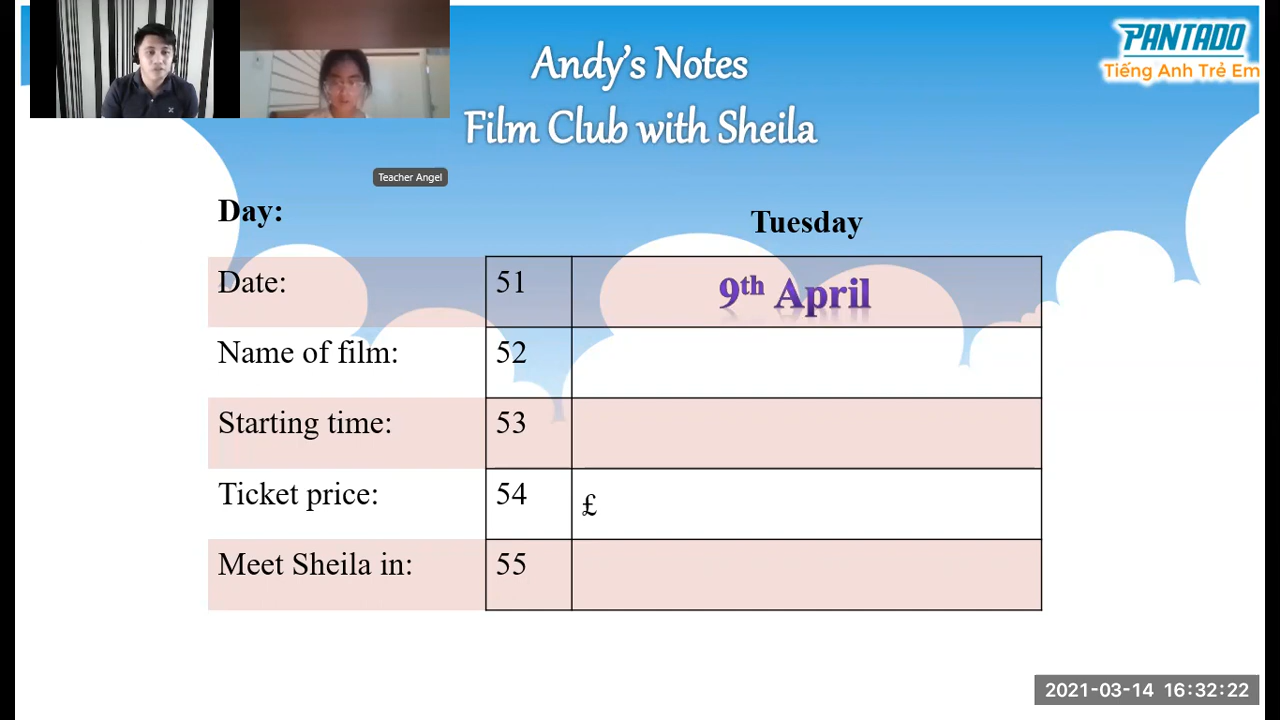 PANTADO
Tiếng Anh Trẻ Em
Andy's Notes
Film Club with Sheila
Teacher Angel
Day: Tuesday
Date: 51 9th April
Name of film: 52
Starting time: 53
Ticket price: 54 £
Meet Sheila in: 55
2021-03-14 16:32:22